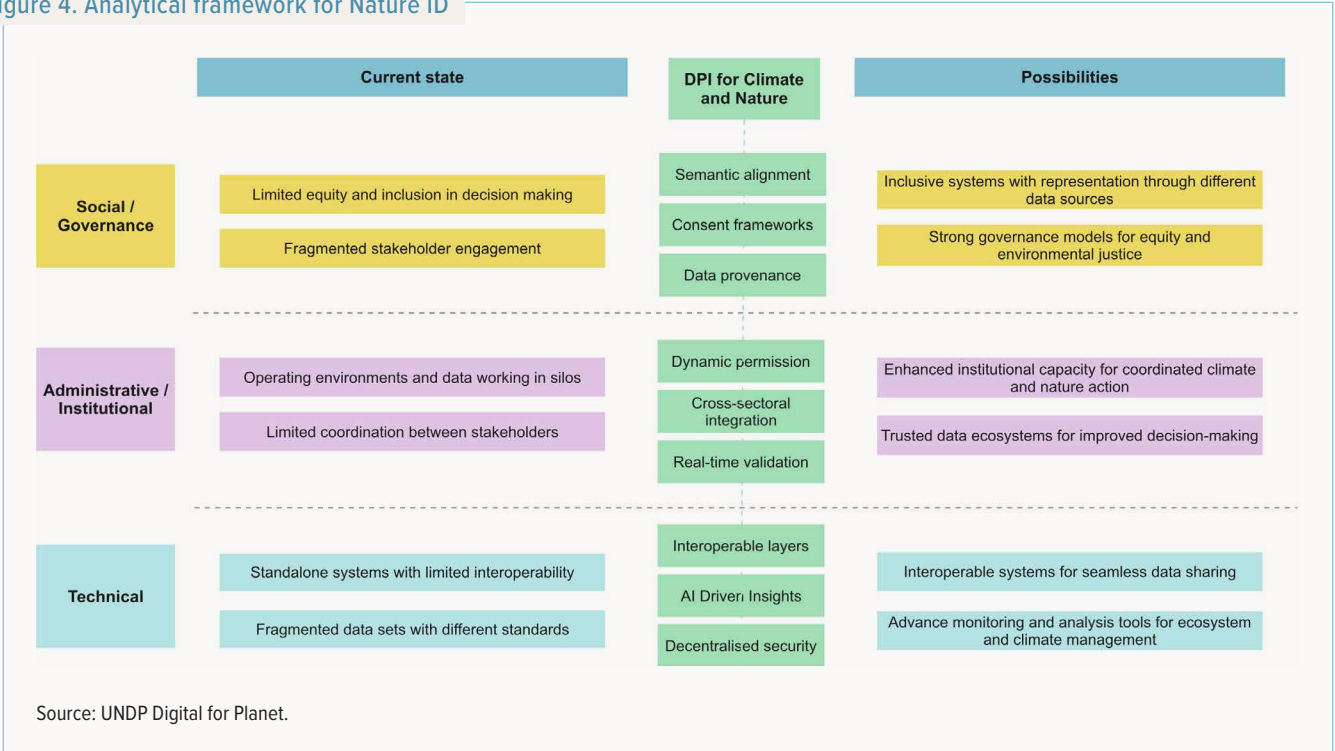 igure 4. Analytical framework for Nature ID
Current state
DPI for Climate
and Nature
Possibilities
Social /
Governance
Limited equity and inclusion in decision making
Fragmented stakeholder engagement
Semantic alignment
Consent frameworks
Data provenance
Inclusive systems with representation through different
data sources
Strong governance models for equity and
environmental justice
Administrative /
Institutional
Operating environments and data working in silos
Limited coordination between stakeholders
Dynamic permission
Cross-sectoral
integration
Real-time validation
Enhanced institutional capacity for coordinated climate
and nature action
Trusted data ecosystems for improved decision-making
Technical
Standalone systems with limited interoperability
Fragmented data sets with different standards
Interoperable layers
AI Driven Insights
Decentralised security
Interoperable systems for seamless data sharing
Advance monitoring and analysis tools for ecosystem
and climate management
Source: UNDP Digital for Planet.